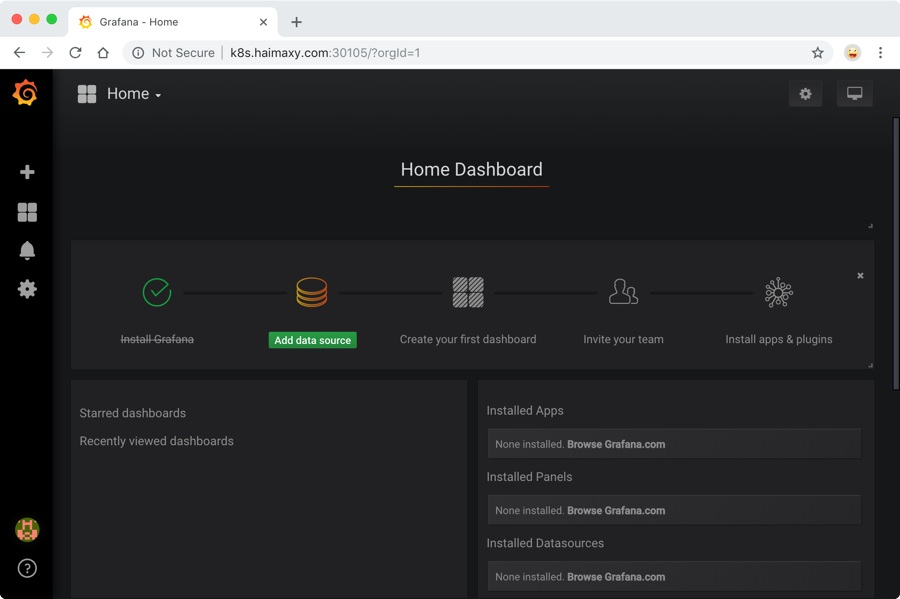 Grafana - Home
Not Secure
k8s.haimaxy.com:30105/?orgId=1
Home
Home Dashboard
Install Grafana
Add data source
Create your first dashboard
Invite your team
Install apps & plugins
Starred dashboards
Recently viewed dashboards
Installed Apps
None installed. Browse Grafana.com
Installed Panels
None installed. Browse Grafana.com
Installed Datasources
None installed. Browse Grafana.com